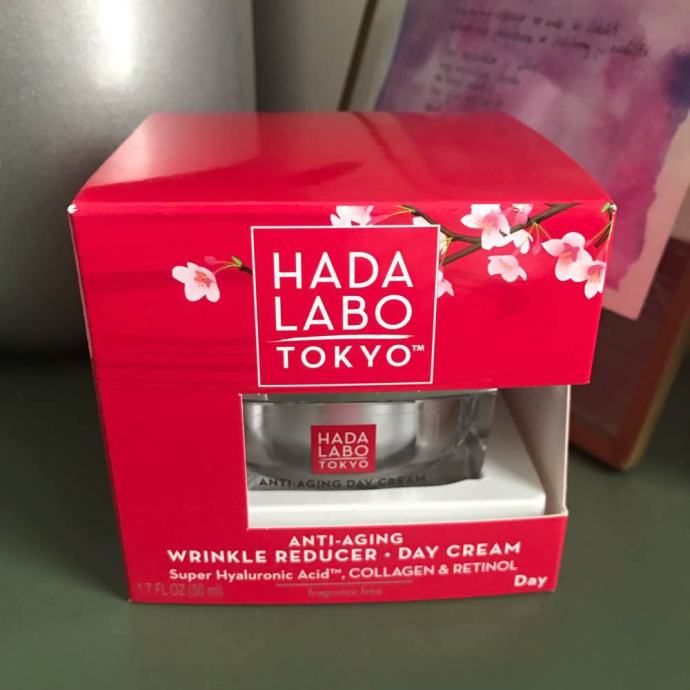 HADA
LABO
TOKYO™
HADA
LABO
TOKYO
ANTI-AGING DAY CREAM
ANTI-AGING
WRINKLE REDUCER • DAY CREAM
Super Hyaluronic Acid™, COLLAGEN & RETINOL
Day
1.7 FL OZ (50 ml)
fragrance free